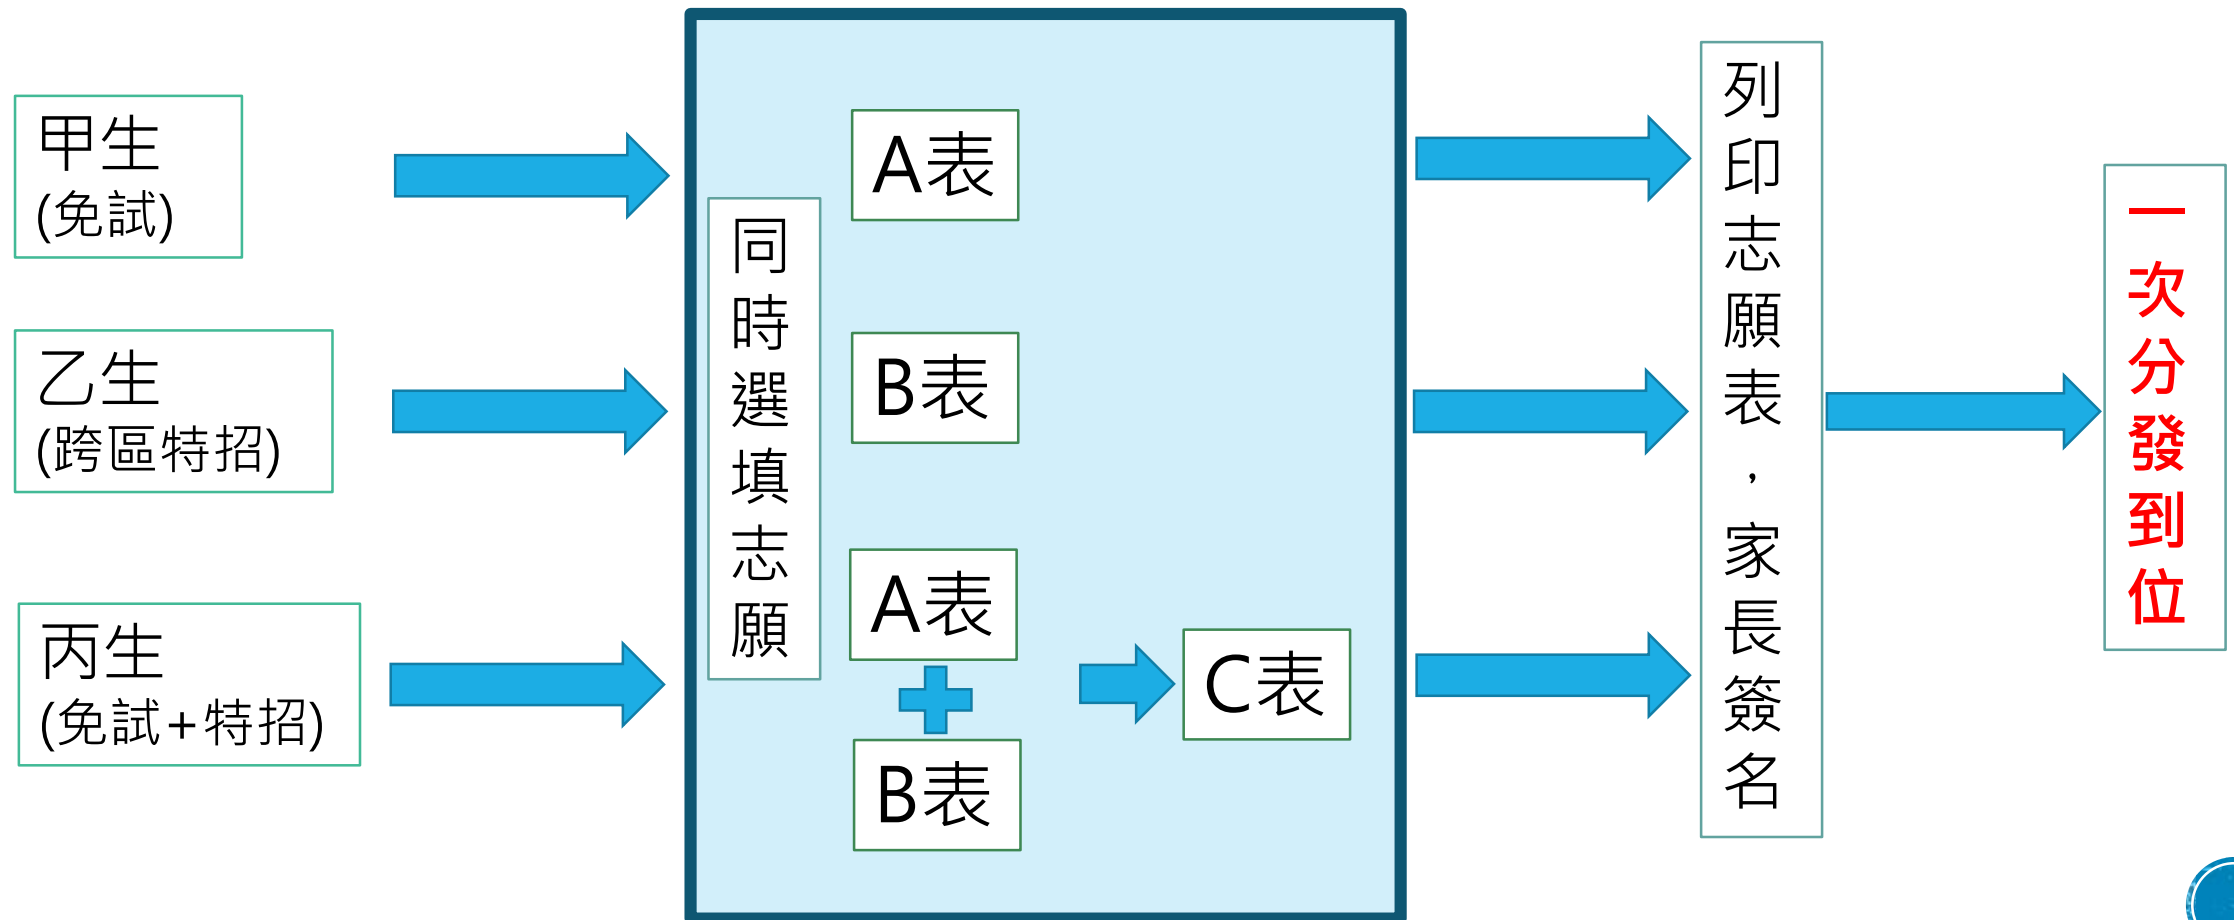 甲生
(免試)
乙生
(跨區特招)
丙生
(免試+特招)
同時選填志願
A表
B表
A表
B表
C表
列印志願表，家長簽名
一次分發到位